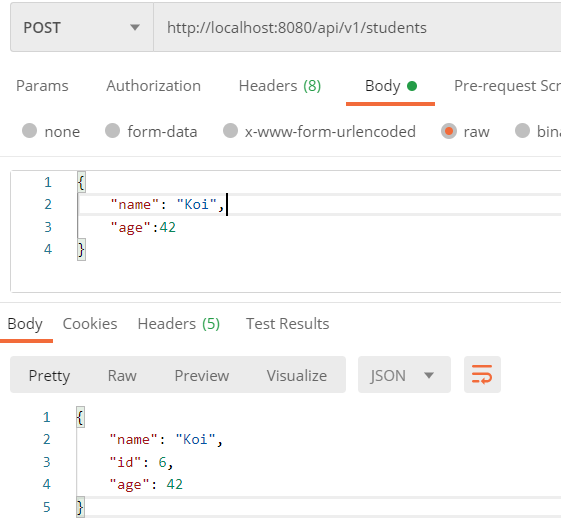 POST http://localhost:8080/api/v1/students
Params Authorization Headers (8) Body Pre-request Scr
none form-data x-www-form-urlencoded raw bina
1 {
2 "name": "Koi",
3 "age":42
4 }
Body Cookies Headers (5) Test Results
Pretty Raw Preview Visualize JSON
1 {
2 "name": "Koi",
3 "id": 6,
4 "age": 42
5 }